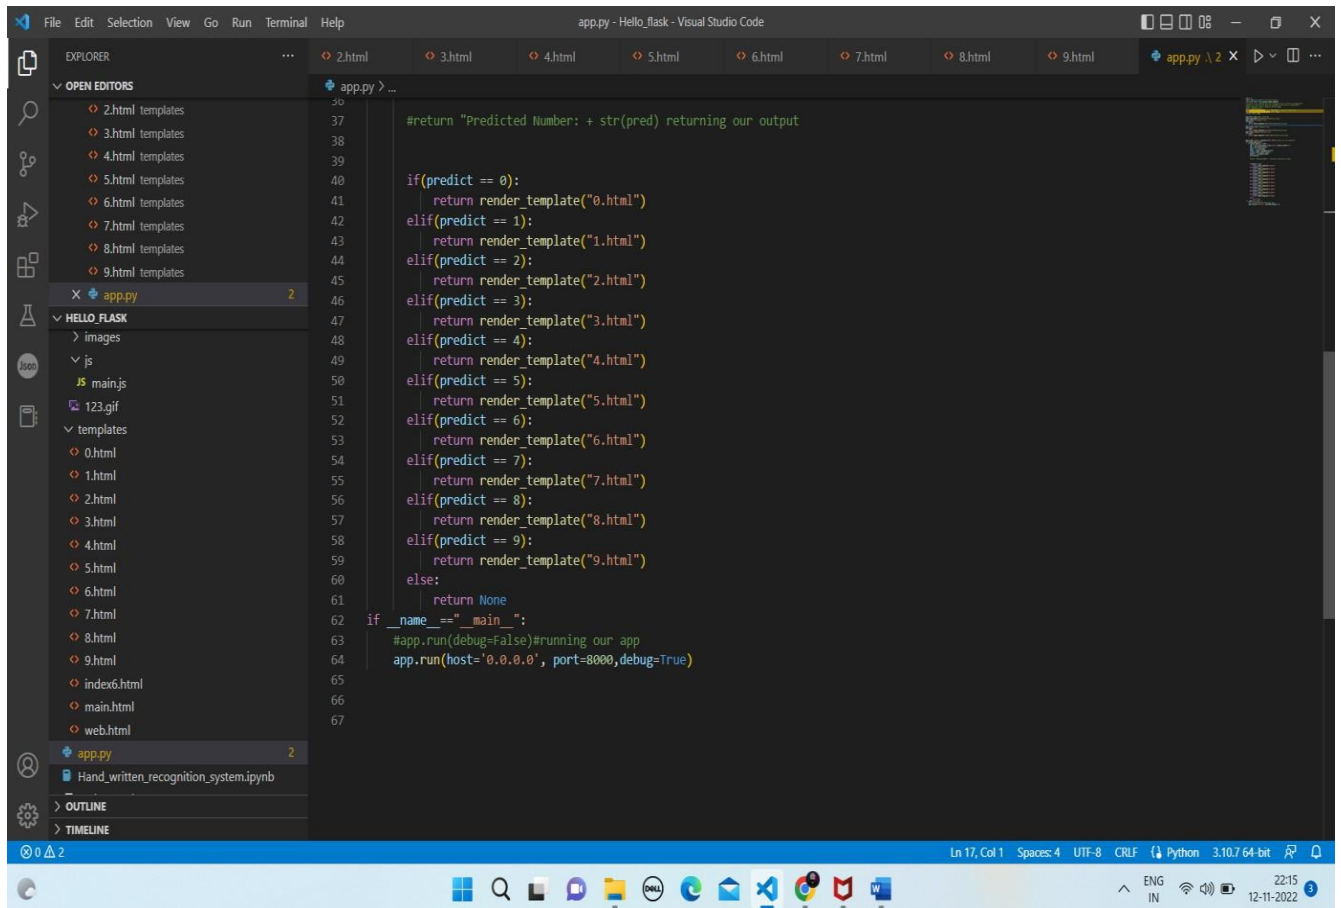 File Edit Selection View Go Run Terminal Help
app.py - Hello_flask - Visual Studio Code
EXPLORER
2.html 3.html 4.html 5.html 6.html 7.html 8.html 9.html app.py .\ 2
OPEN EDITORS
2.html templates
3.html templates
4.html templates
5.html templates
6.html templates
7.html templates
8.html templates
9.html templates
app.py 2
HELLO_FLASK
images
js
JS main.js
123.gif
templates
0.html
1.html
2.html
3.html
4.html
5.html
6.html
7.html
8.html
9.html
index6.html
main.html
web.html
app.py 2
Hand_written_recognition_system.ipynb
OUTLINE
TIMELINE
Json
app.py > ...
36
37 #return "Predicted Number: + str(pred) returning our output
38
39
40 if(predict == 0):
41 return render_template("0.html")
42 elif(predict == 1):
43 return render_template("1.html")
44 elif(predict == 2):
45 return render_template("2.html")
46 elif(predict == 3):
47 return render_template("3.html")
48 elif(predict == 4):
49 return render_template("4.html")
50 elif(predict == 5):
51 return render_template("5.html")
52 elif(predict == 6):
53 return render_template("6.html")
54 elif(predict == 7):
55 return render_template("7.html")
56 elif(predict == 8):
57 return render_template("8.html")
58 elif(predict == 9):
59 return render_template("9.html")
60 else:
61 return None
62 if __name__=="__main__":
63 #app.run(debug=False)#running our app
64 app.run(host='0.0.0.0', port=8000,debug=True)
65
66
67
0 2
Ln 17, Col 1 Spaces: 4 UTF-8 CRLF Python 3.10.7 64-bit
DELL
ENG
IN
22:15
12-11-2022
3